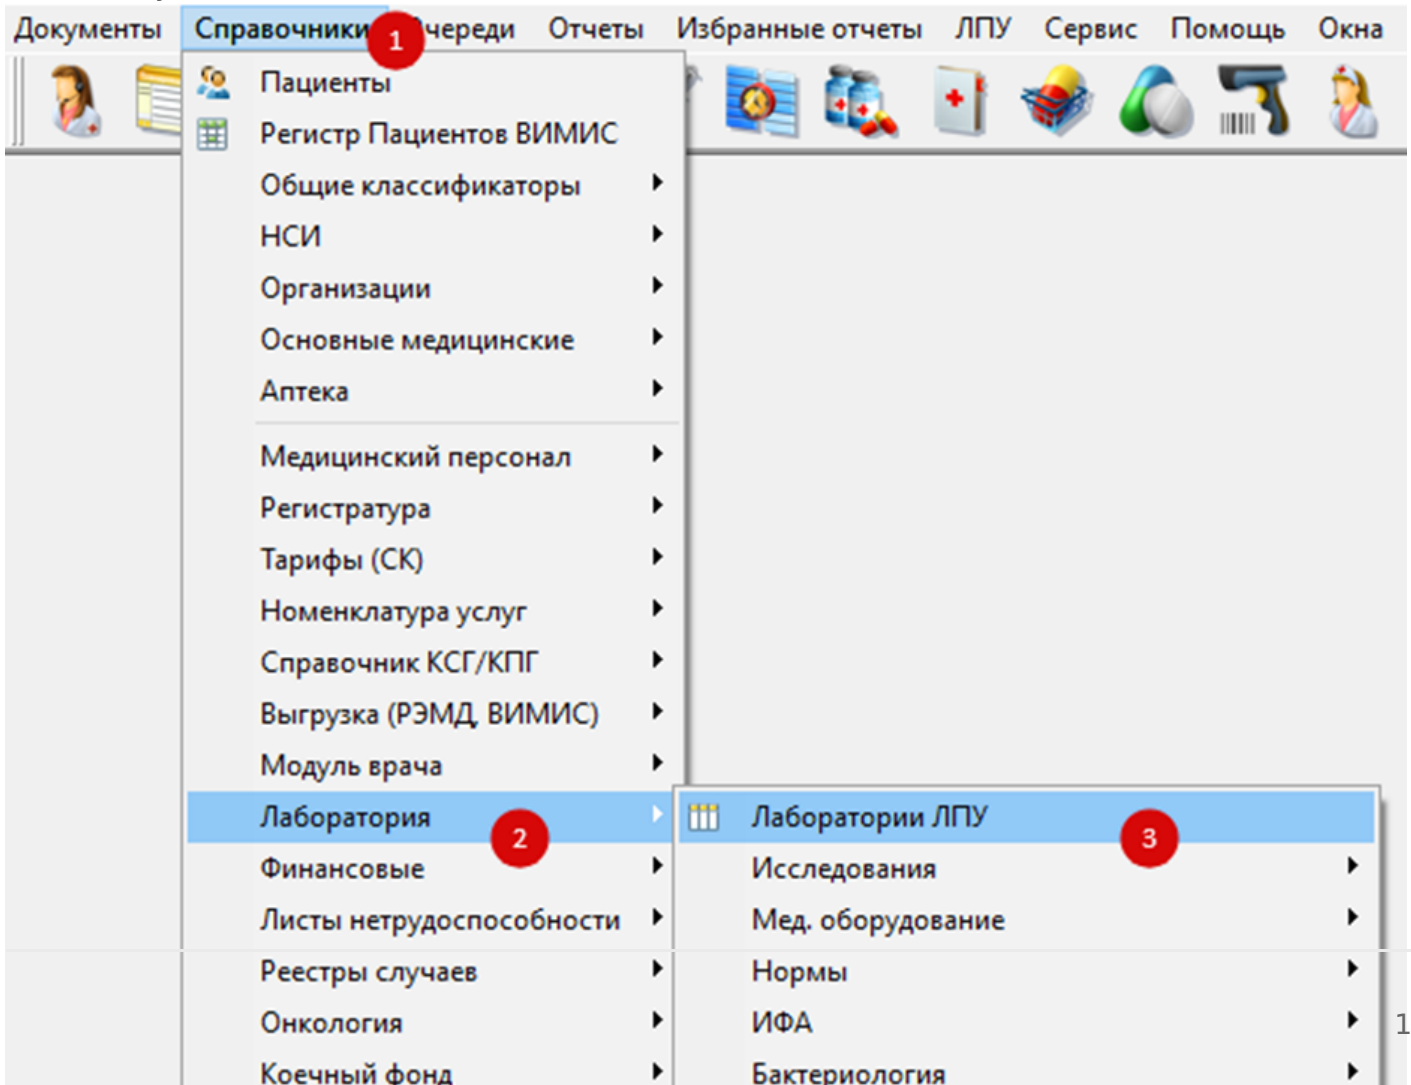 Документы Справочники 1 череди Отчеты Избранные отчеты ЛПУ Сервис Помощь Окна
Пациенты
Регистр Пациентов ВИМИС
Общие классификаторы
НСИ
Организации
Основные медицинские
Аптека
Медицинский персонал
Регистратура
Тарифы (СК)
Номенклатура услуг
Справочник КСГ/КПГ
Выгрузка (РЭМД, ВИМИС)
Модуль врача
Лаборатория 2 Лаборатории ЛПУ 3
Финансовые Исследования
Листы нетрудоспособности Мед. оборудование
Реестры случаев Нормы
Онкология ИФА 1
Коечный фонд Бактериология